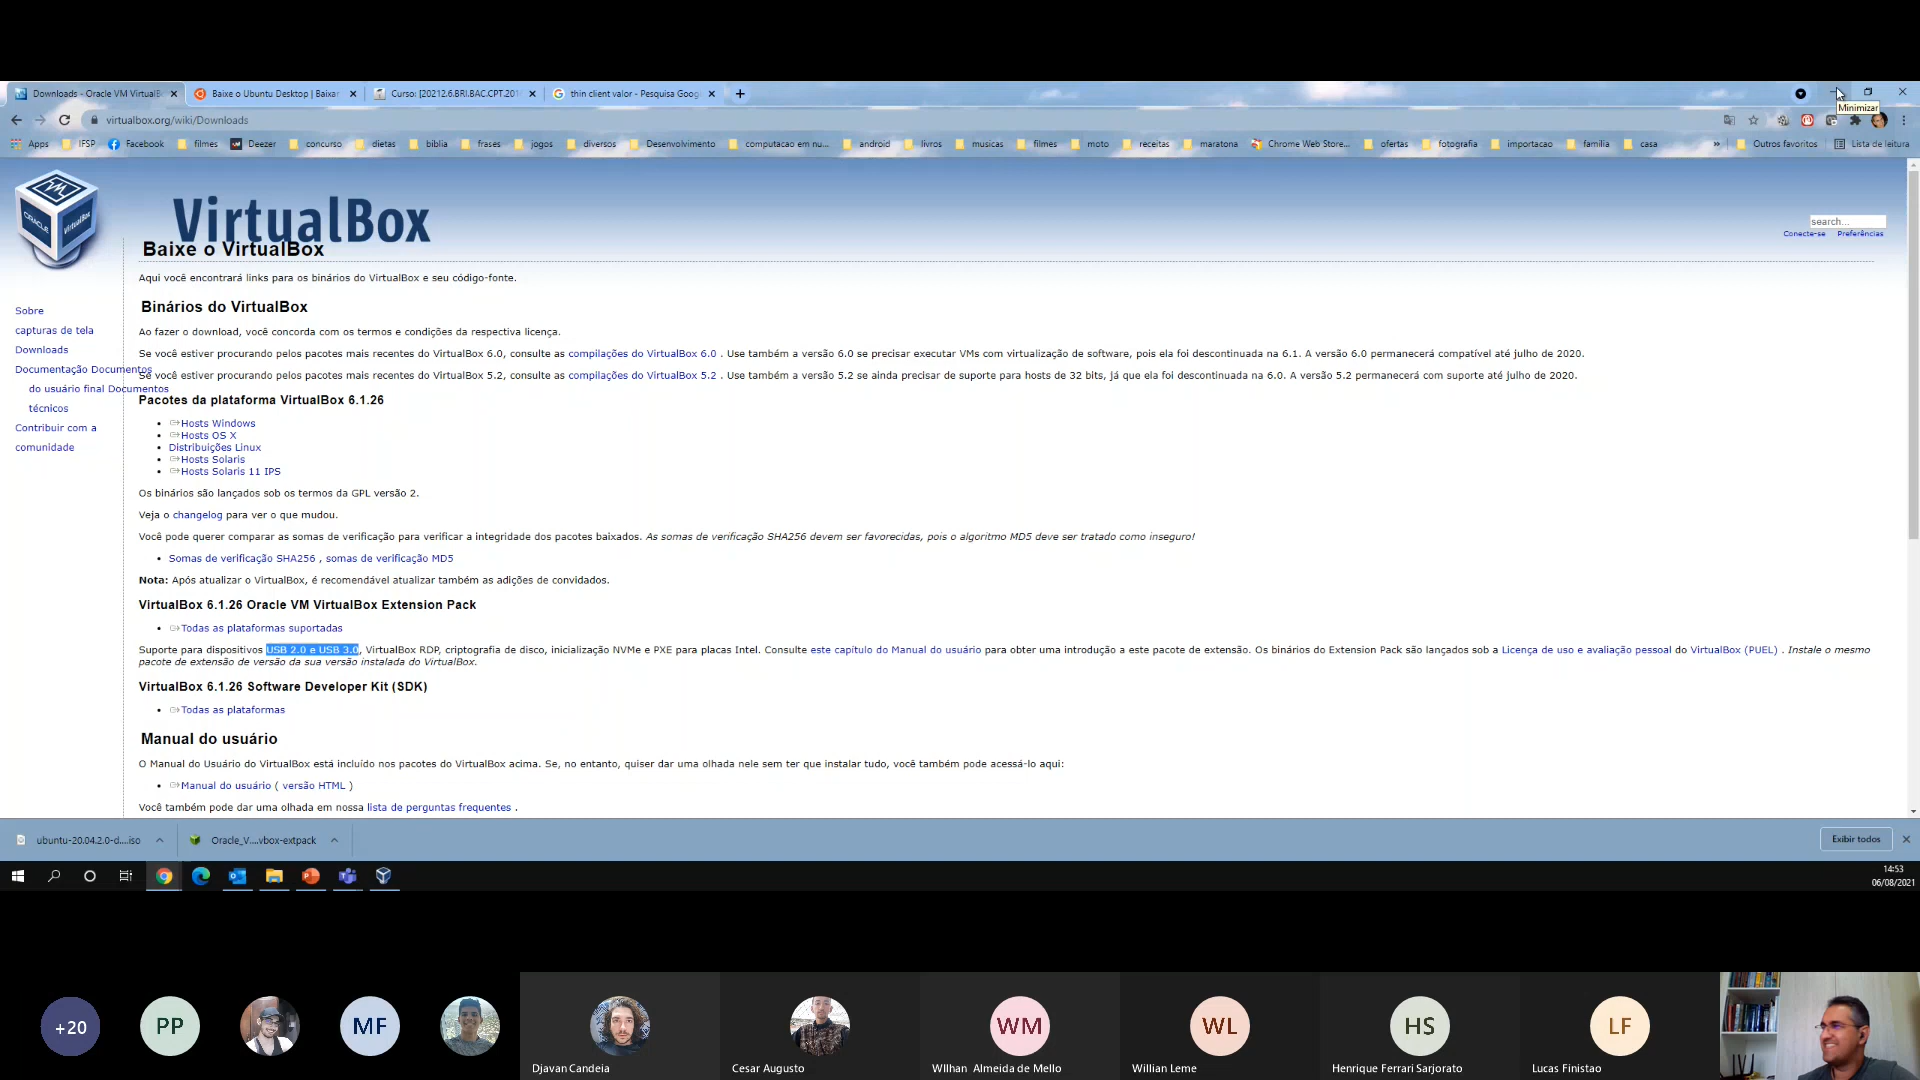 Downloads - Oracle VM VirtualB
Baixe o Ubuntu Desktop | Baixar
Curso: [20212.6.BRI.BAC.CPT.201
thin client valor - Pesquisa Goog
Minimizar
virtualbox.org/wiki/Downloads
Apps
IFSP
Facebook
filmes
Deezer
concurso
dietas
biblia
frases
jogos
diversos
Desenvolvimento
computacao em nu...
android
livros
musicas
filmes
moto
receitas
maratona
Chrome Web Store...
ofertas
fotografia
importacao
familia
casa
»
Outros favoritos
Lista de leitura
ORACLE
VirtualBox
VirtualBox
search...
Conecte-se
Preferências
Baixe o VirtualBox
Aqui você encontrará links para os binários do VirtualBox e seu código-fonte.
Sobre
capturas de tela
Downloads
Documentação Documentos
do usuário final Documentos
técnicos
Contribuir com a
comunidade
Binários do VirtualBox
Ao fazer o download, você concorda com os termos e condições da respectiva licença.
Se você estiver procurando pelos pacotes mais recentes do VirtualBox 6.0, consulte as compilações do VirtualBox 6.0 . Use também a versão 6.0 se precisar executar VMs com virtualização de software, pois ela foi descontinuada na 6.1. A versão 6.0 permanecerá compatível até julho de 2020.
Se você estiver procurando pelos pacotes mais recentes do VirtualBox 5.2, consulte as compilações do VirtualBox 5.2 . Use também a versão 5.2 se ainda precisar de suporte para hosts de 32 bits, já que ela foi descontinuada na 6.0. A versão 5.2 permanecerá com suporte até julho de 2020.
Pacotes da plataforma VirtualBox 6.1.26
Hosts Windows
Hosts OS X
Distribuições Linux
Hosts Solaris
Hosts Solaris 11 IPS
Os binários são lançados sob os termos da GPL versão 2.
Veja o changelog para ver o que mudou.
Você pode querer comparar as somas de verificação para verificar a integridade dos pacotes baixados. As somas de verificação SHA256 devem ser favorecidas, pois o algoritmo MD5 deve ser tratado como inseguro!
Somas de verificação SHA256 , somas de verificação MD5
Nota: Após atualizar o VirtualBox, é recomendável atualizar também as adições de convidados.
VirtualBox 6.1.26 Oracle VM VirtualBox Extension Pack
Todas as plataformas suportadas
Suporte para dispositivos USB 2.0 e USB 3.0, VirtualBox RDP, criptografia de disco, inicialização NVMe e PXE para placas Intel. Consulte este capítulo do Manual do usuário para obter uma introdução a este pacote de extensão. Os binários do Extension Pack são lançados sob a Licença de uso e avaliação pessoal do VirtualBox (PUEL) . Instale o mesmo
pacote de extensão de versão da sua versão instalada do VirtualBox.
VirtualBox 6.1.26 Software Developer Kit (SDK)
Todas as plataformas
Manual do usuário
O Manual do Usuário do VirtualBox está incluído nos pacotes do VirtualBox acima. Se, no entanto, quiser dar uma olhada nele sem ter que instalar tudo, você também pode acessá-lo aqui:
Manual do usuário ( versão HTML )
Você também pode dar uma olhada em nossa lista de perguntas frequentes .
ubuntu-20.04.2.0-d....iso
Oracle_V....vbox-extpack
Exibir todos
14:53
06/08/2021
+20
PP
MF
WM
WL
HS
LF
Djavan Candeia
Cesar Augusto
WIlhan Almeida de Mello
Willian Leme
Henrique Ferrari Sarjorato
Lucas Finistao